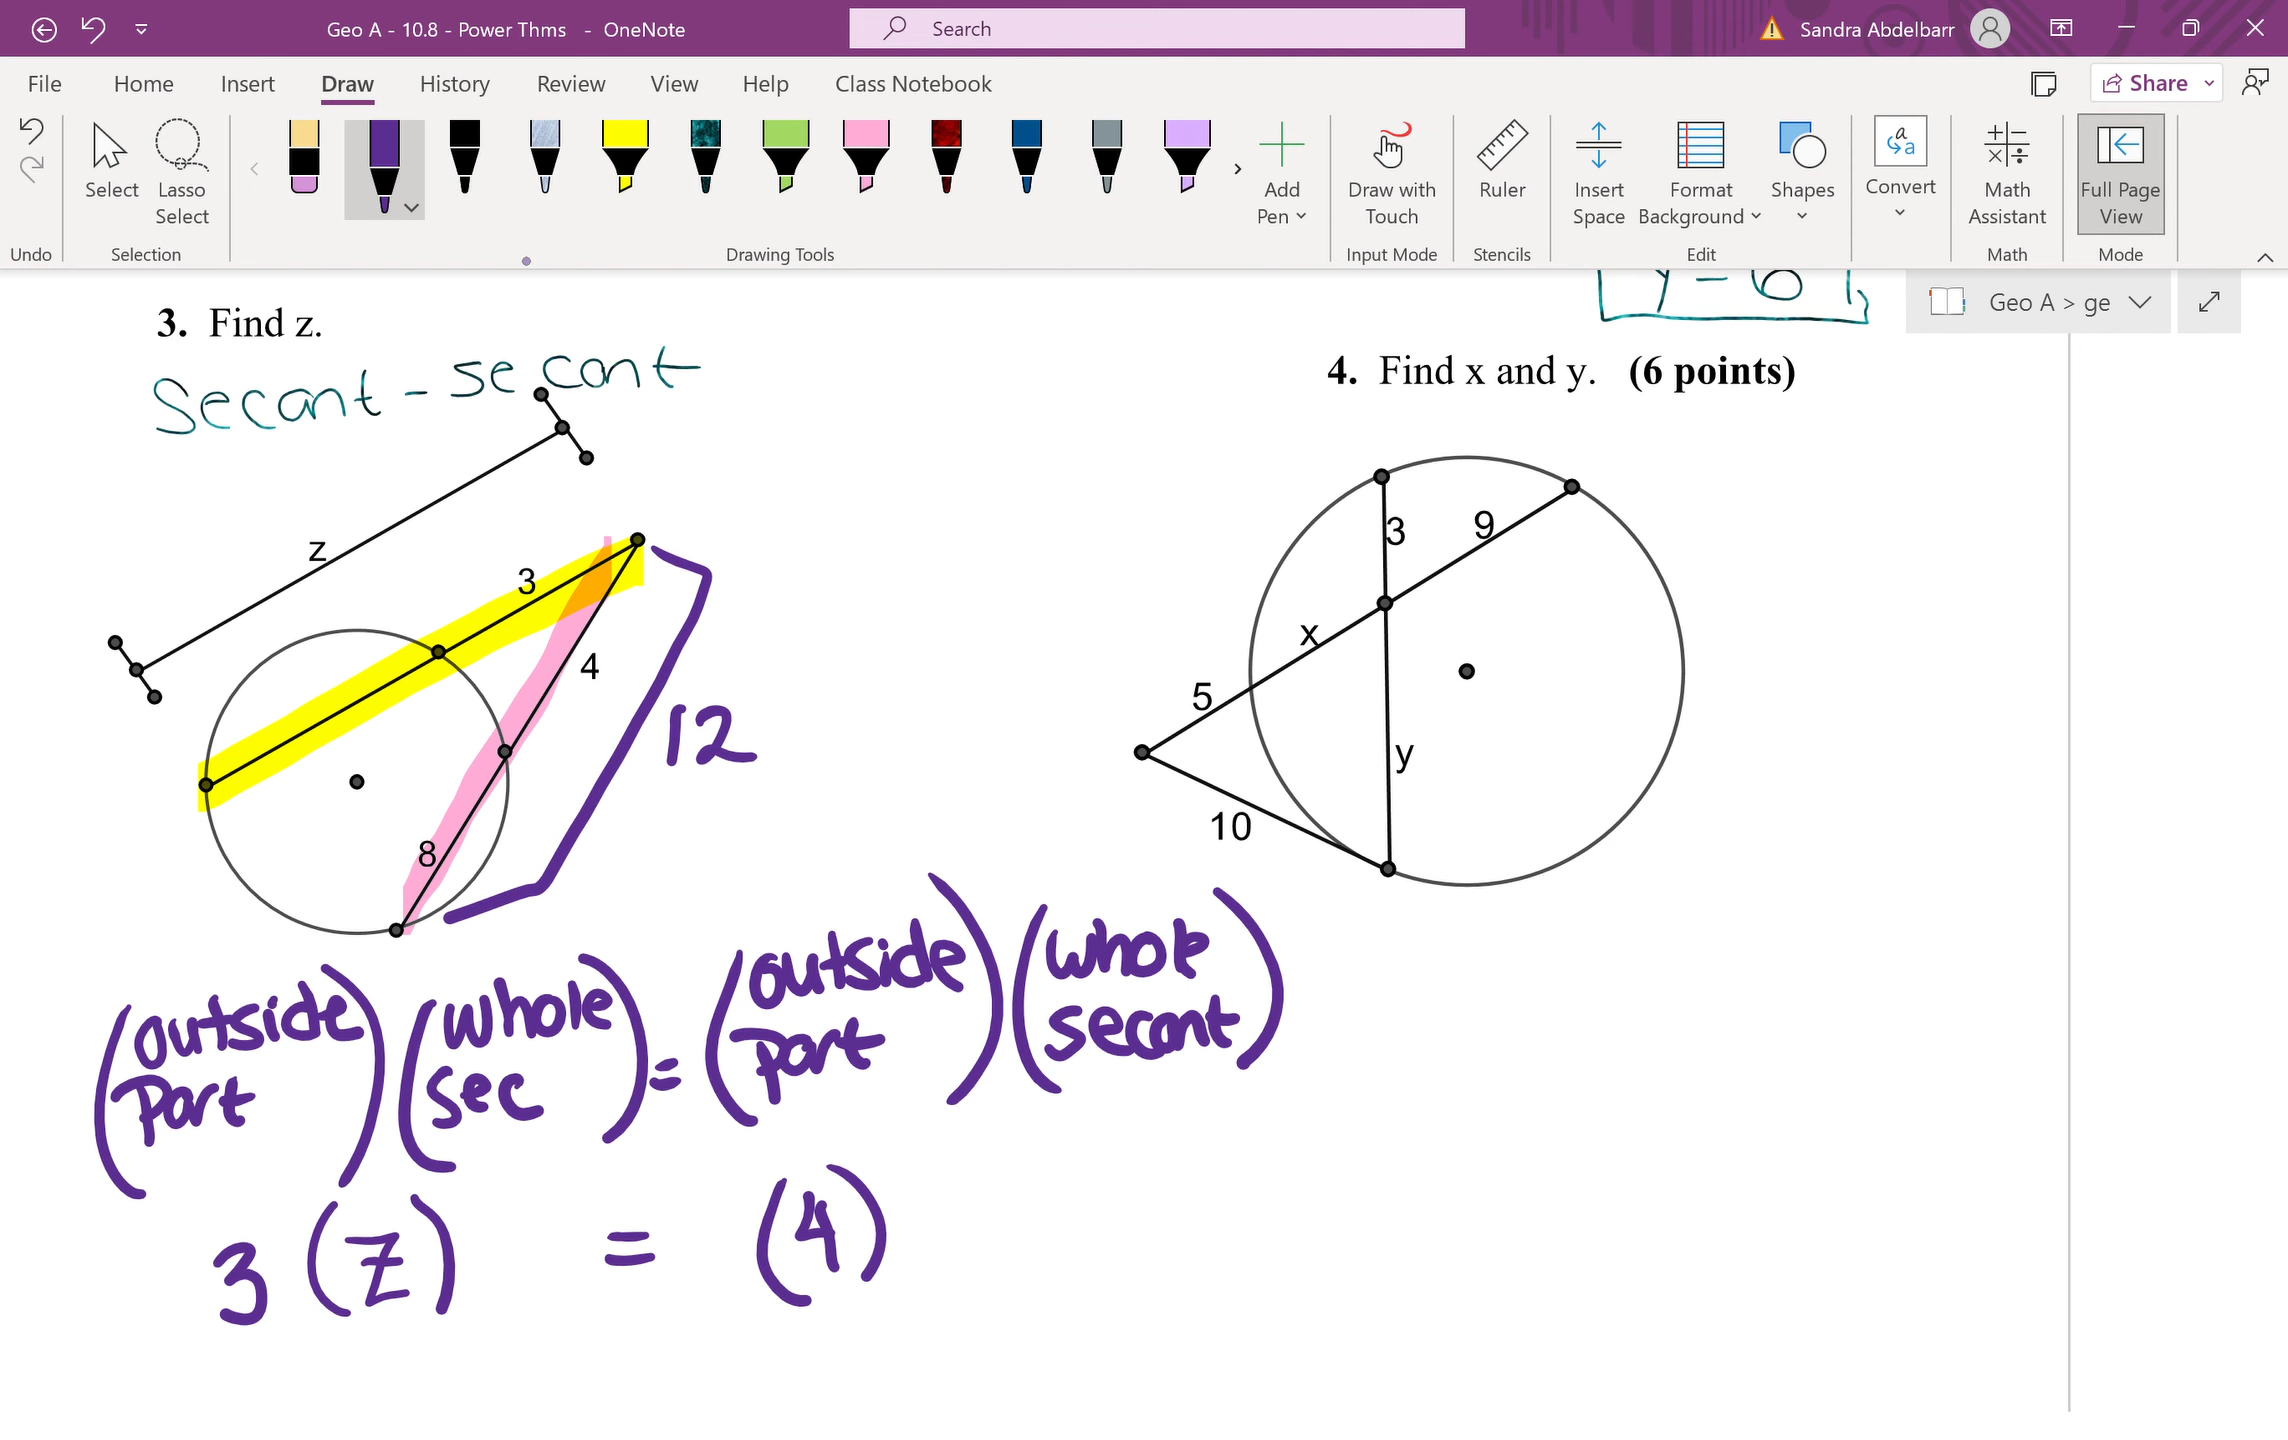 Geo A - 10.8 - Power Thms - OneNote
Search
Sandra Abdelbarr
File Home Insert Draw History Review View Help Class Notebook
Share
Select
Lasso Select
Add Pen
Draw with Touch
Ruler
Insert Space
Format Background
Shapes
Convert
Math Assistant
Full Page View
Undo Selection Drawing Tools Input Mode Stencils Edit Math Mode
Geo A > ge
y = 6
3. Find z.
Secant - secant
z
3
4
8
12
4. Find x and y. (6 points)
3
9
x
5
y
10
(outside part) (whole sec) = (outside part) (whole secant)
3 (z) = (4)